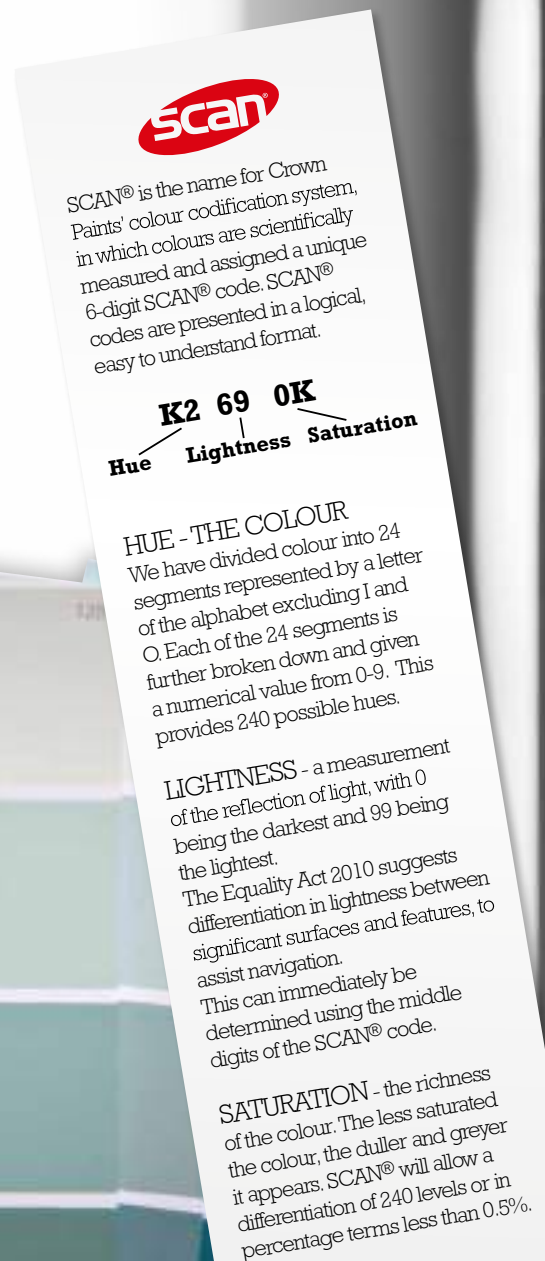 scan®
SCAN® is the name for Crown
Paints' colour codification system,
in which colours are scientifically
measured and assigned a unique
6-digit SCAN® code. SCAN®
codes are presented in a logical,
easy to understand format.
K2 69 0K
Hue Lightness Saturation
HUE - THE COLOUR
We have divided colour into 24
segments represented by a letter
of the alphabet excluding I and
O. Each of the 24 segments is
further broken down and given
a numerical value from 0-9. This
provides 240 possible hues.
LIGHTNESS - a measurement
of the reflection of light, with 0
being the darkest and 99 being
the lightest.
The Equality Act 2010 suggests
differentiation in lightness between
significant surfaces and features, to
assist navigation.
This can immediately be
determined using the middle
digits of the SCAN® code.
SATURATION - the richness
of the colour. The less saturated
the colour, the duller and greyer
it appears. SCAN® will allow a
differentiation of 240 levels or in
percentage terms less than 0.5%.